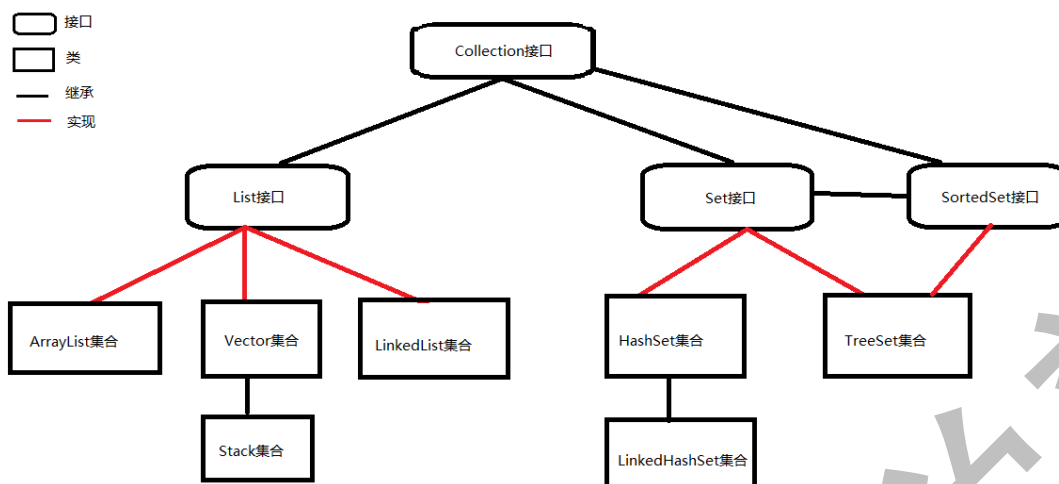 接口
类
继承
实现
Collection接口
List接口
Set接口
SortedSet接口
ArrayList集合
Vector集合
LinkedList集合
HashSet集合
TreeSet集合
Stack集合
LinkedHashSet集合